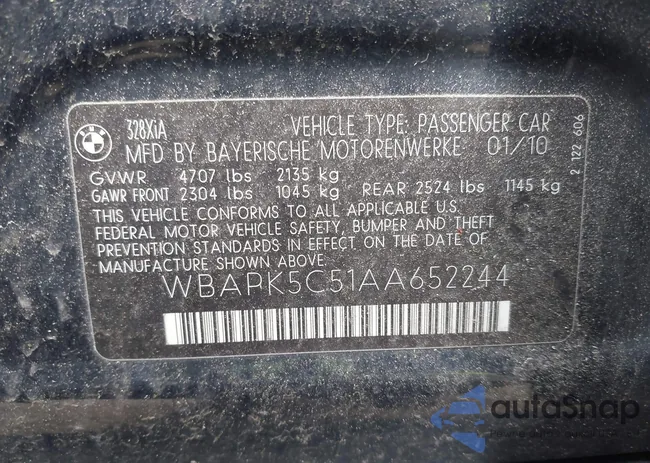 BMW
328XiA VEHICLE TYPE: PASSENGER CAR
MFD BY BAYERISCHE MOTORENWERKE 01/10
GVWR 4707 lbs 2135 kg
GAWR FRONT 2304 lbs 1045 kg REAR 2524 lbs 1145 kg
THIS VEHICLE CONFORMS TO ALL APPLICABLE U.S.
FEDERAL MOTOR VEHICLE SAFETY, BUMPER AND THEFT
PREVENTION STANDARDS IN EFFECT ON THE DATE OF
MANUFACTURE SHOWN ABOVE.
WBAPK5C51AA652244
2 122 606
autoSnap